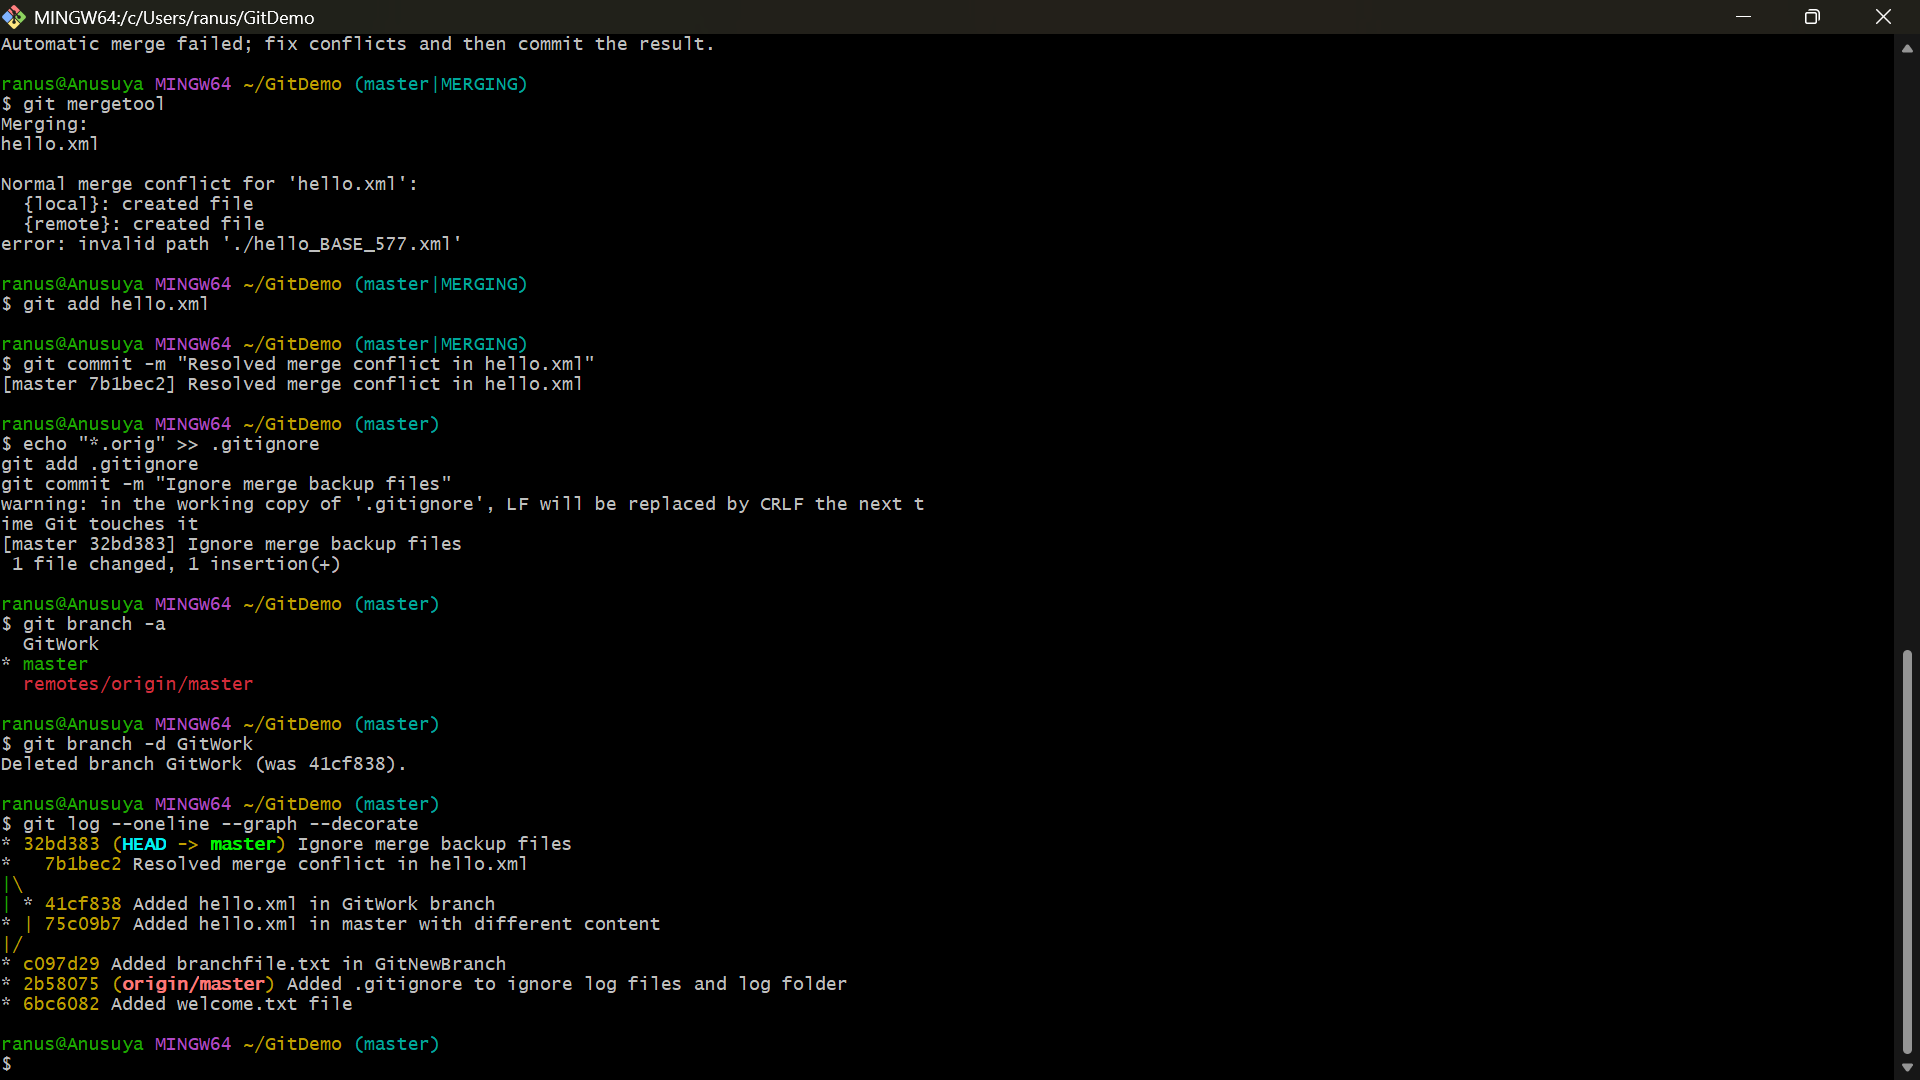 MINGW64:/c/Users/ranus/GitDemo
Automatic merge failed; fix conflicts and then commit the result.
ranus@Anusuya MINGW64 ~/GitDemo (master|MERGING)
$ git mergetool
Merging:
hello.xml
Normal merge conflict for 'hello.xml':
  {local}: created file
  {remote}: created file
error: invalid path './hello_BASE_577.xml'
ranus@Anusuya MINGW64 ~/GitDemo (master|MERGING)
$ git add hello.xml
ranus@Anusuya MINGW64 ~/GitDemo (master|MERGING)
$ git commit -m "Resolved merge conflict in hello.xml"
[master 7b1bec2] Resolved merge conflict in hello.xml
ranus@Anusuya MINGW64 ~/GitDemo (master)
$ echo "*.orig" >> .gitignore
git add .gitignore
git commit -m "Ignore merge backup files"
warning: in the working copy of '.gitignore', LF will be replaced by CRLF the next t
ime Git touches it
[master 32bd383] Ignore merge backup files
 1 file changed, 1 insertion(+)
ranus@Anusuya MINGW64 ~/GitDemo (master)
$ git branch -a
  GitWork
* master
  remotes/origin/master
ranus@Anusuya MINGW64 ~/GitDemo (master)
$ git branch -d GitWork
Deleted branch GitWork (was 41cf838).
ranus@Anusuya MINGW64 ~/GitDemo (master)
$ git log --oneline --graph --decorate
* 32bd383 (HEAD -> master) Ignore merge backup files
*   7b1bec2 Resolved merge conflict in hello.xml
|\
| * 41cf838 Added hello.xml in GitWork branch
* | 75c09b7 Added hello.xml in master with different content
|/
* c097d29 Added branchfile.txt in GitNewBranch
* 2b58075 (origin/master) Added .gitignore to ignore log files and log folder
* 6bc6082 Added welcome.txt file
ranus@Anusuya MINGW64 ~/GitDemo (master)
$